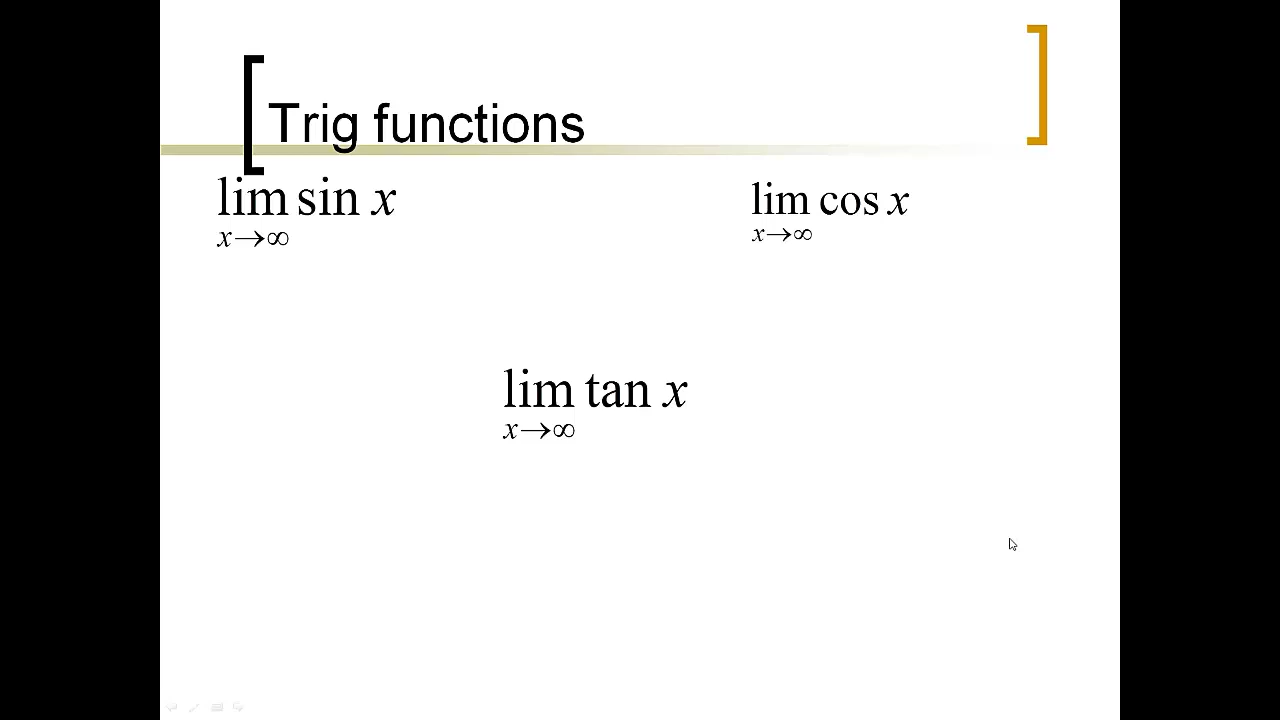 Trig functions
lim sin x
x→∞
lim cos x
x→∞
lim tan x
x→∞